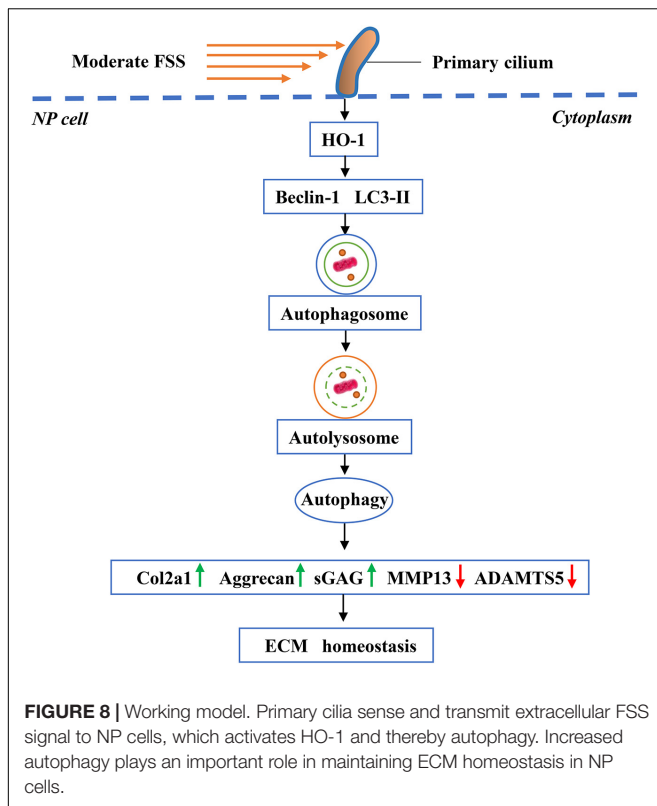 Moderate FSS
Primary cilium
NP cell
Cytoplasm
HO-1
Beclin-1 LC3-II
Autophagosome
Autolysosome
Autophagy
Col2a1 Aggrecan sGAG MMP13 ADAMTS5
ECM homeostasis
FIGURE 8 | Working model. Primary cilia sense and transmit extracellular FSS
signal to NP cells, which activates HO-1 and thereby autophagy. Increased
autophagy plays an important role in maintaining ECM homeostasis in NP
cells.